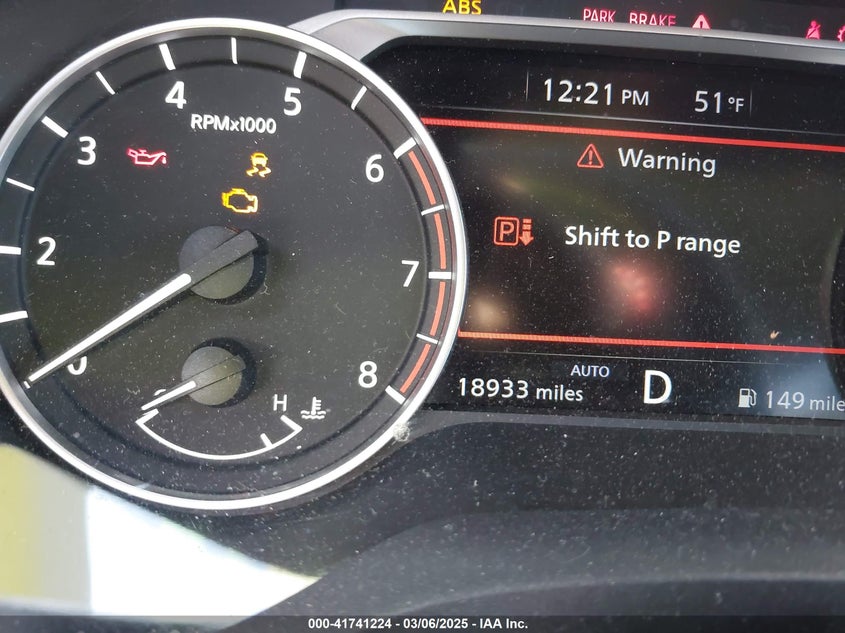 ABS
PARK BRAKE
12:21 PM 51°F
4 5
RPMx1000
3 6
Warning
P Shift to P range
2 7
0 8
H
AUTO
18933 miles D 149 mile
000-41741224 - 03/06/2025 - IAA Inc.